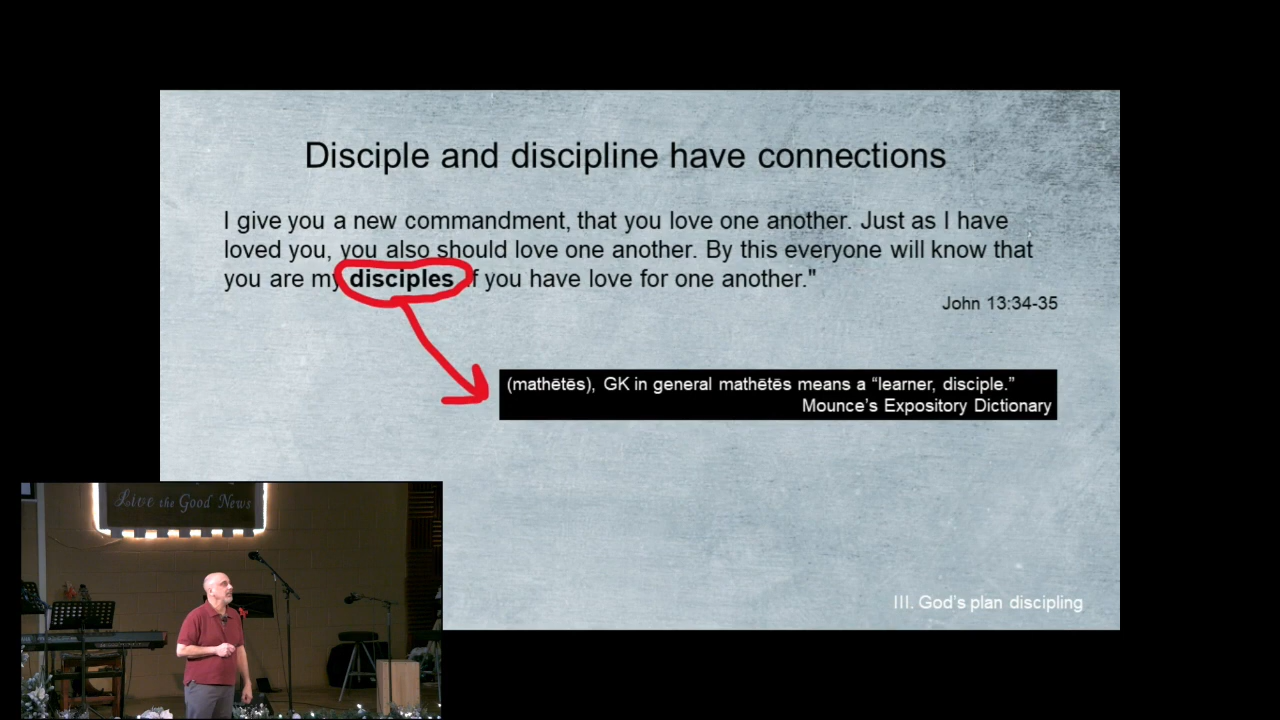 Disciple and discipline have connections
I give you a new commandment, that you love one another. Just as I have
loved you, you also should love one another. By this everyone will know that
you are my disciples if you have love for one another."
John 13:34-35
(mathētēs), GK in general mathētēs means a “learner, disciple.”
Mounce’s Expository Dictionary
III. God’s plan discipling
Live the Good News